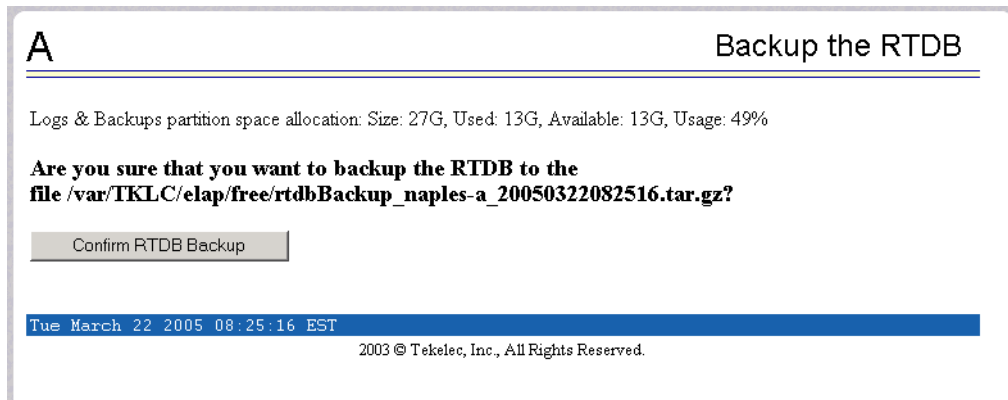 A
Backup the RTDB
Logs & Backups partition space allocation: Size: 27G, Used: 13G, Available: 13G, Usage: 49%
Are you sure that you want to backup the RTDB to the
file /var/TKLC/elap/free/rtdbBackup_naples-a_20050322082516.tar.gz?
Confirm RTDB Backup
Tue March 22 2005 08:25:16 EST
2003 © Tekelec, Inc., All Rights Reserved.